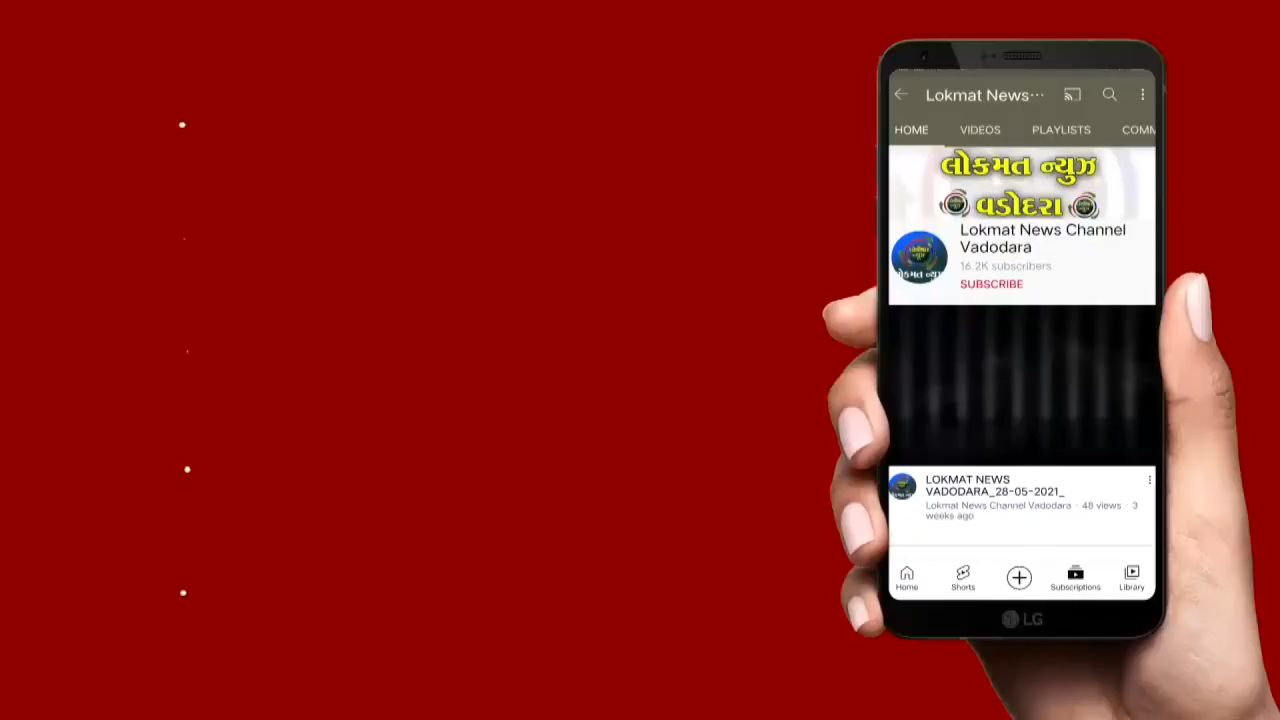 Lokmat News...
HOME VIDEOS PLAYLISTS COMM
લોકમત ન્યુઝ
વડોદરા
Lokmat News Channel
Vadodara
16.2K subscribers
SUBSCRIBE
LOKMAT NEWS
VADODARA_28-05-2021_
Lokmat News Channel Vadodara · 48 views · 3
weeks ago
Home Shorts Subscriptions Library
LG